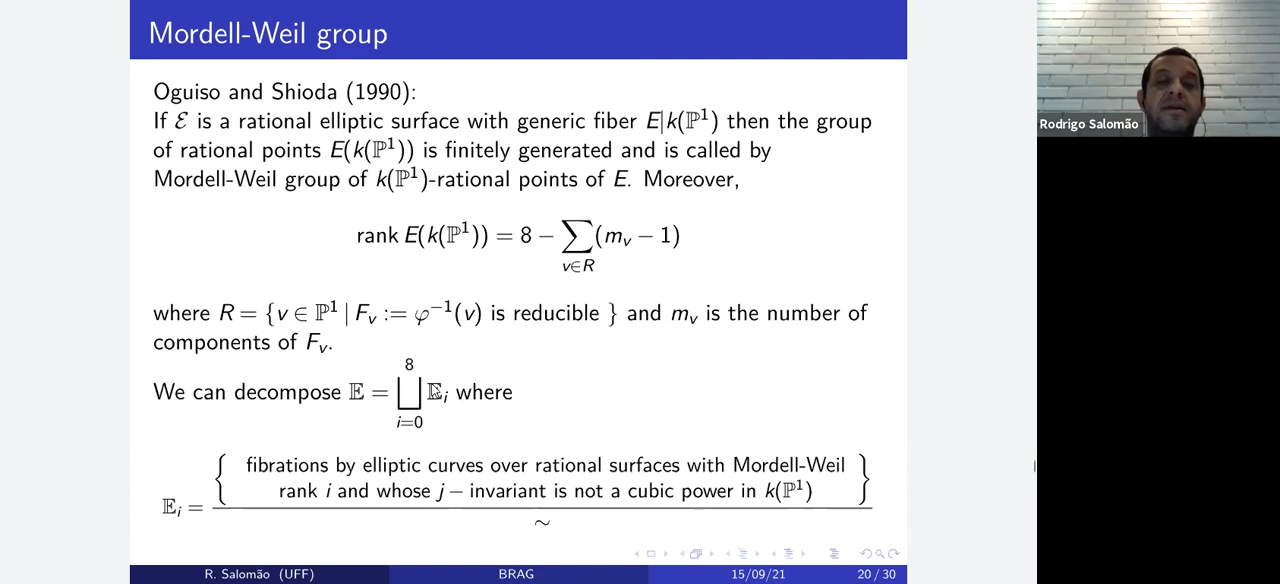 Mordell-Weil group
Oguiso and Shioda (1990):
If ℰ is a rational elliptic surface with generic fiber E|k(ℙ¹) then the group
of rational points E(k(ℙ¹)) is finitely generated and is called by
Mordell-Weil group of k(ℙ¹)-rational points of E. Moreover,
rank E(k(ℙ¹)) = 8 − ∑_{v∈R} (m_v − 1)
where R = {v ∈ ℙ¹ | F_v := φ⁻¹(v) is reducible } and m_v is the number of
components of F_v.
We can decompose 𝔼 = ⨆_{i=0}^{8} 𝔼_i where
𝔼_i = { fibrations by elliptic curves over rational surfaces with Mordell-Weil
rank i and whose j − invariant is not a cubic power in k(ℙ¹) }
∼
R. Salomão (UFF) BRAG 15/09/21 20 / 30
Rodrigo Salomão